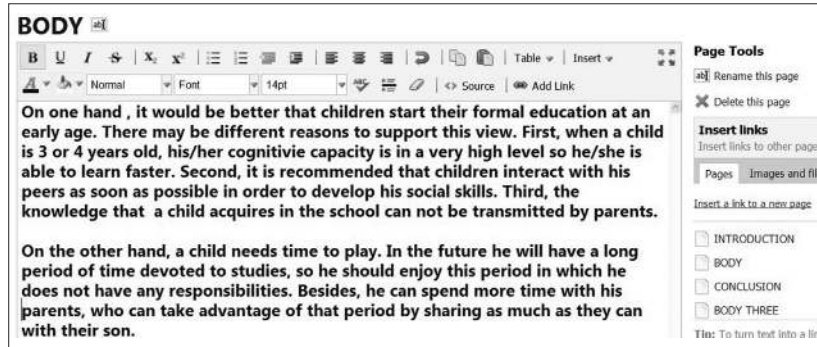 BODY
B U I S X₂ X² Table Insert
A Normal Font 14pt ABC <> Source Add Link
On one hand , it would be better that children start their formal education at an
early age. There may be different reasons to support this view. First, when a child
is 3 or 4 years old, his/her cognitivie capacity is in a very high level so he/she is
able to learn faster. Second, it is recommended that children interact with his
peers as soon as possible in order to develop his social skills. Third, the
knowledge that  a child acquires in the school can not be transmitted by parents.
On the other hand, a child needs time to play. In the future he will have a long
period of time devoted to studies, so he should enjoy this period in which he
does not have any responsibilities. Besides, he can spend more time with his
parents, who can take advantage of that period by sharing as much as they can
with their son.
Page Tools
abI Rename this page
Delete this page
Insert links
Insert links to other page
Pages Images and fil
Insert a link to a new page
INTRODUCTION
BODY
CONCLUSION
BODY THREE
Tip: To turn text into a lin